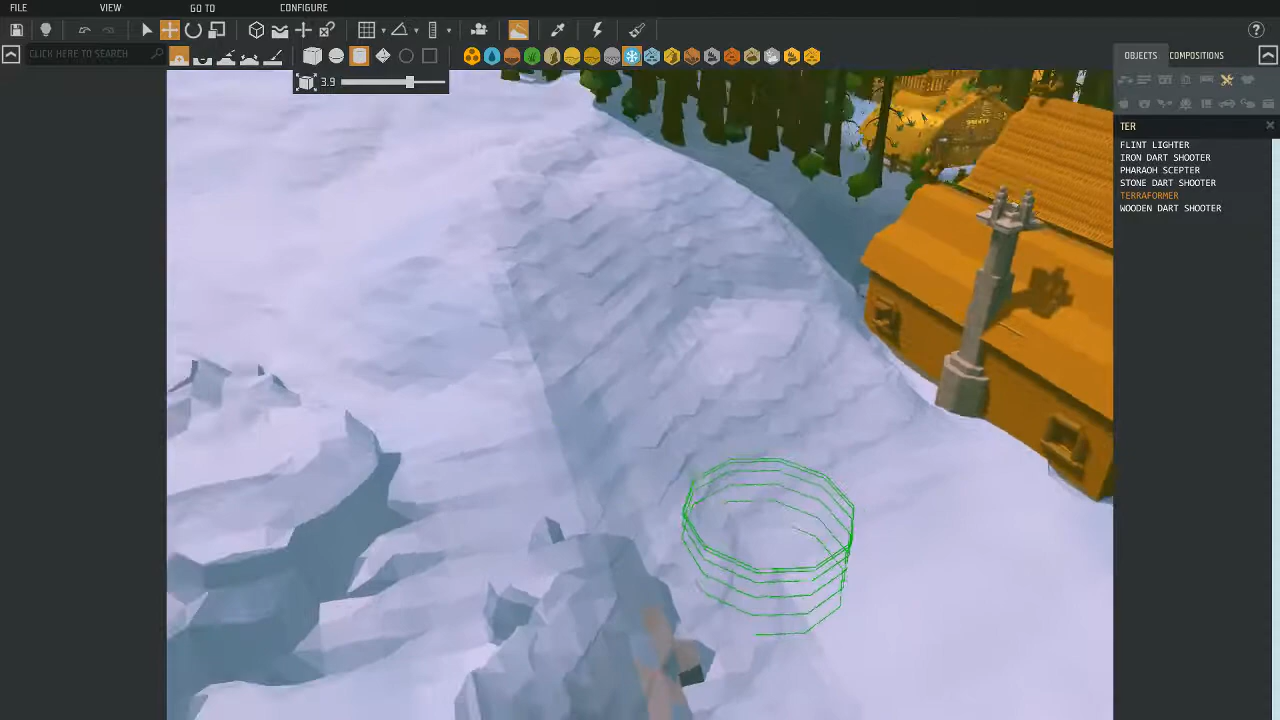 FILE VIEW GO TO CONFIGURE
CLICK HERE TO SEARCH
3.9
OBJECTS COMPOSITIONS
TER
FLINT LIGHTER
IRON DART SHOOTER
PHARAOH SCEPTER
STONE DART SHOOTER
TERRAFORMER
WOODEN DART SHOOTER